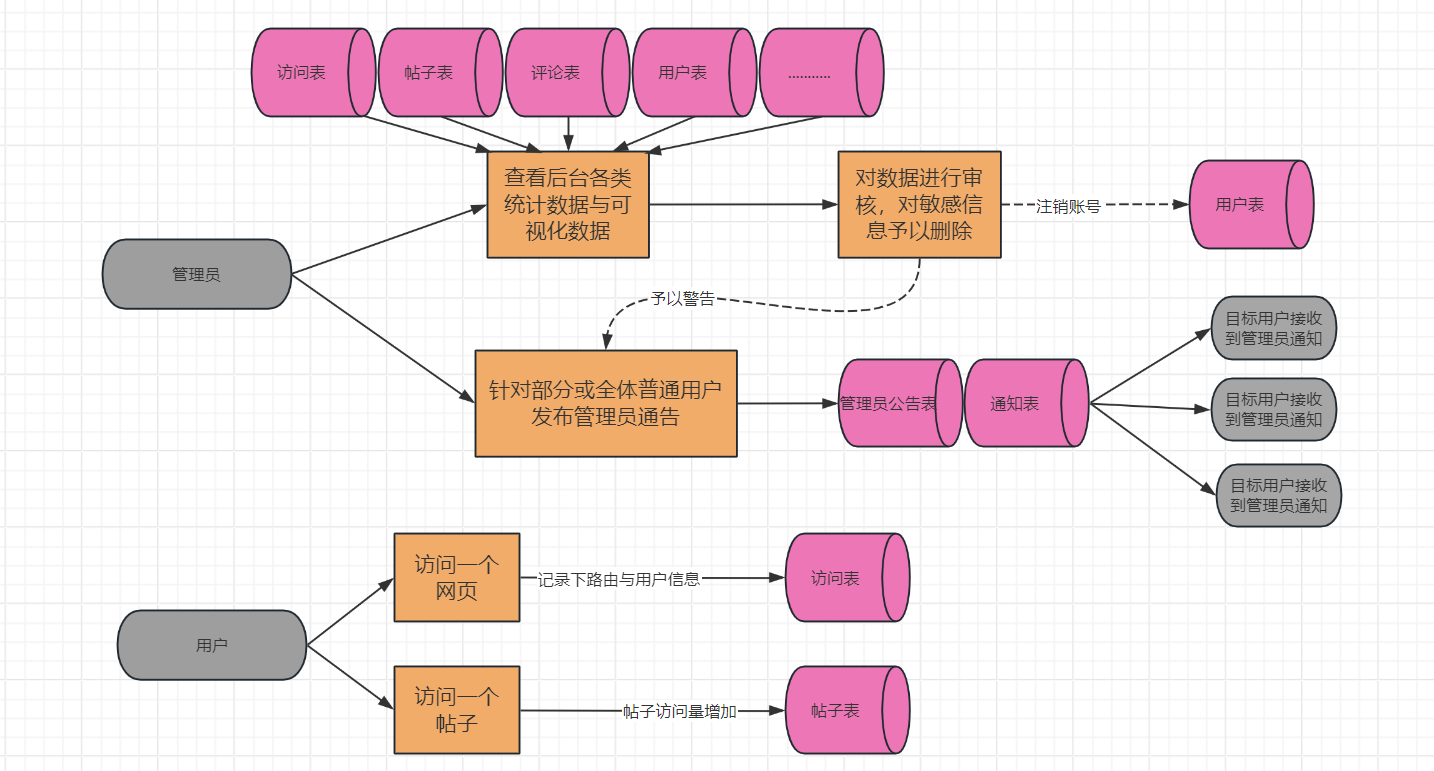 访问表
帖子表
评论表
用户表
...........
查看后台各类
统计数据与可
视化数据
对数据进行审
核，对敏感信
息予以删除
注销账号
用户表
管理员
予以警告
针对部分或全体普通用户
发布管理员通告
管理员公告表
通知表
目标用户接收
到管理员通知
目标用户接收
到管理员通知
目标用户接收
到管理员通知
用户
访问一个
网页
记录下路由与用户信息
访问表
访问一个
帖子
帖子访问量增加
帖子表